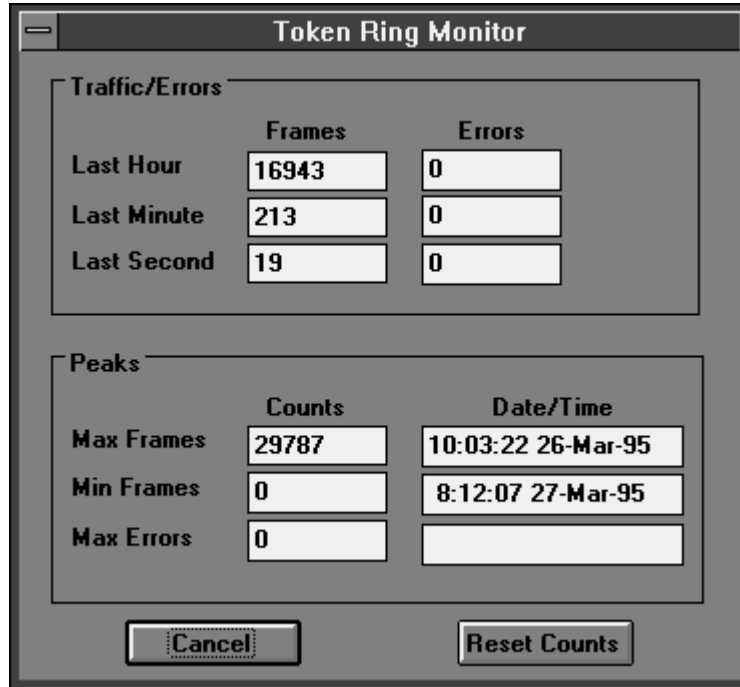 Token Ring Monitor
Traffic/Errors
Frames Errors
Last Hour 16943 0
Last Minute 213 0
Last Second 19 0
Peaks
Counts Date/Time
Max Frames 29787 10:03:22 26-Mar-95
Min Frames 0 8:12:07 27-Mar-95
Max Errors 0
Cancel Reset Counts